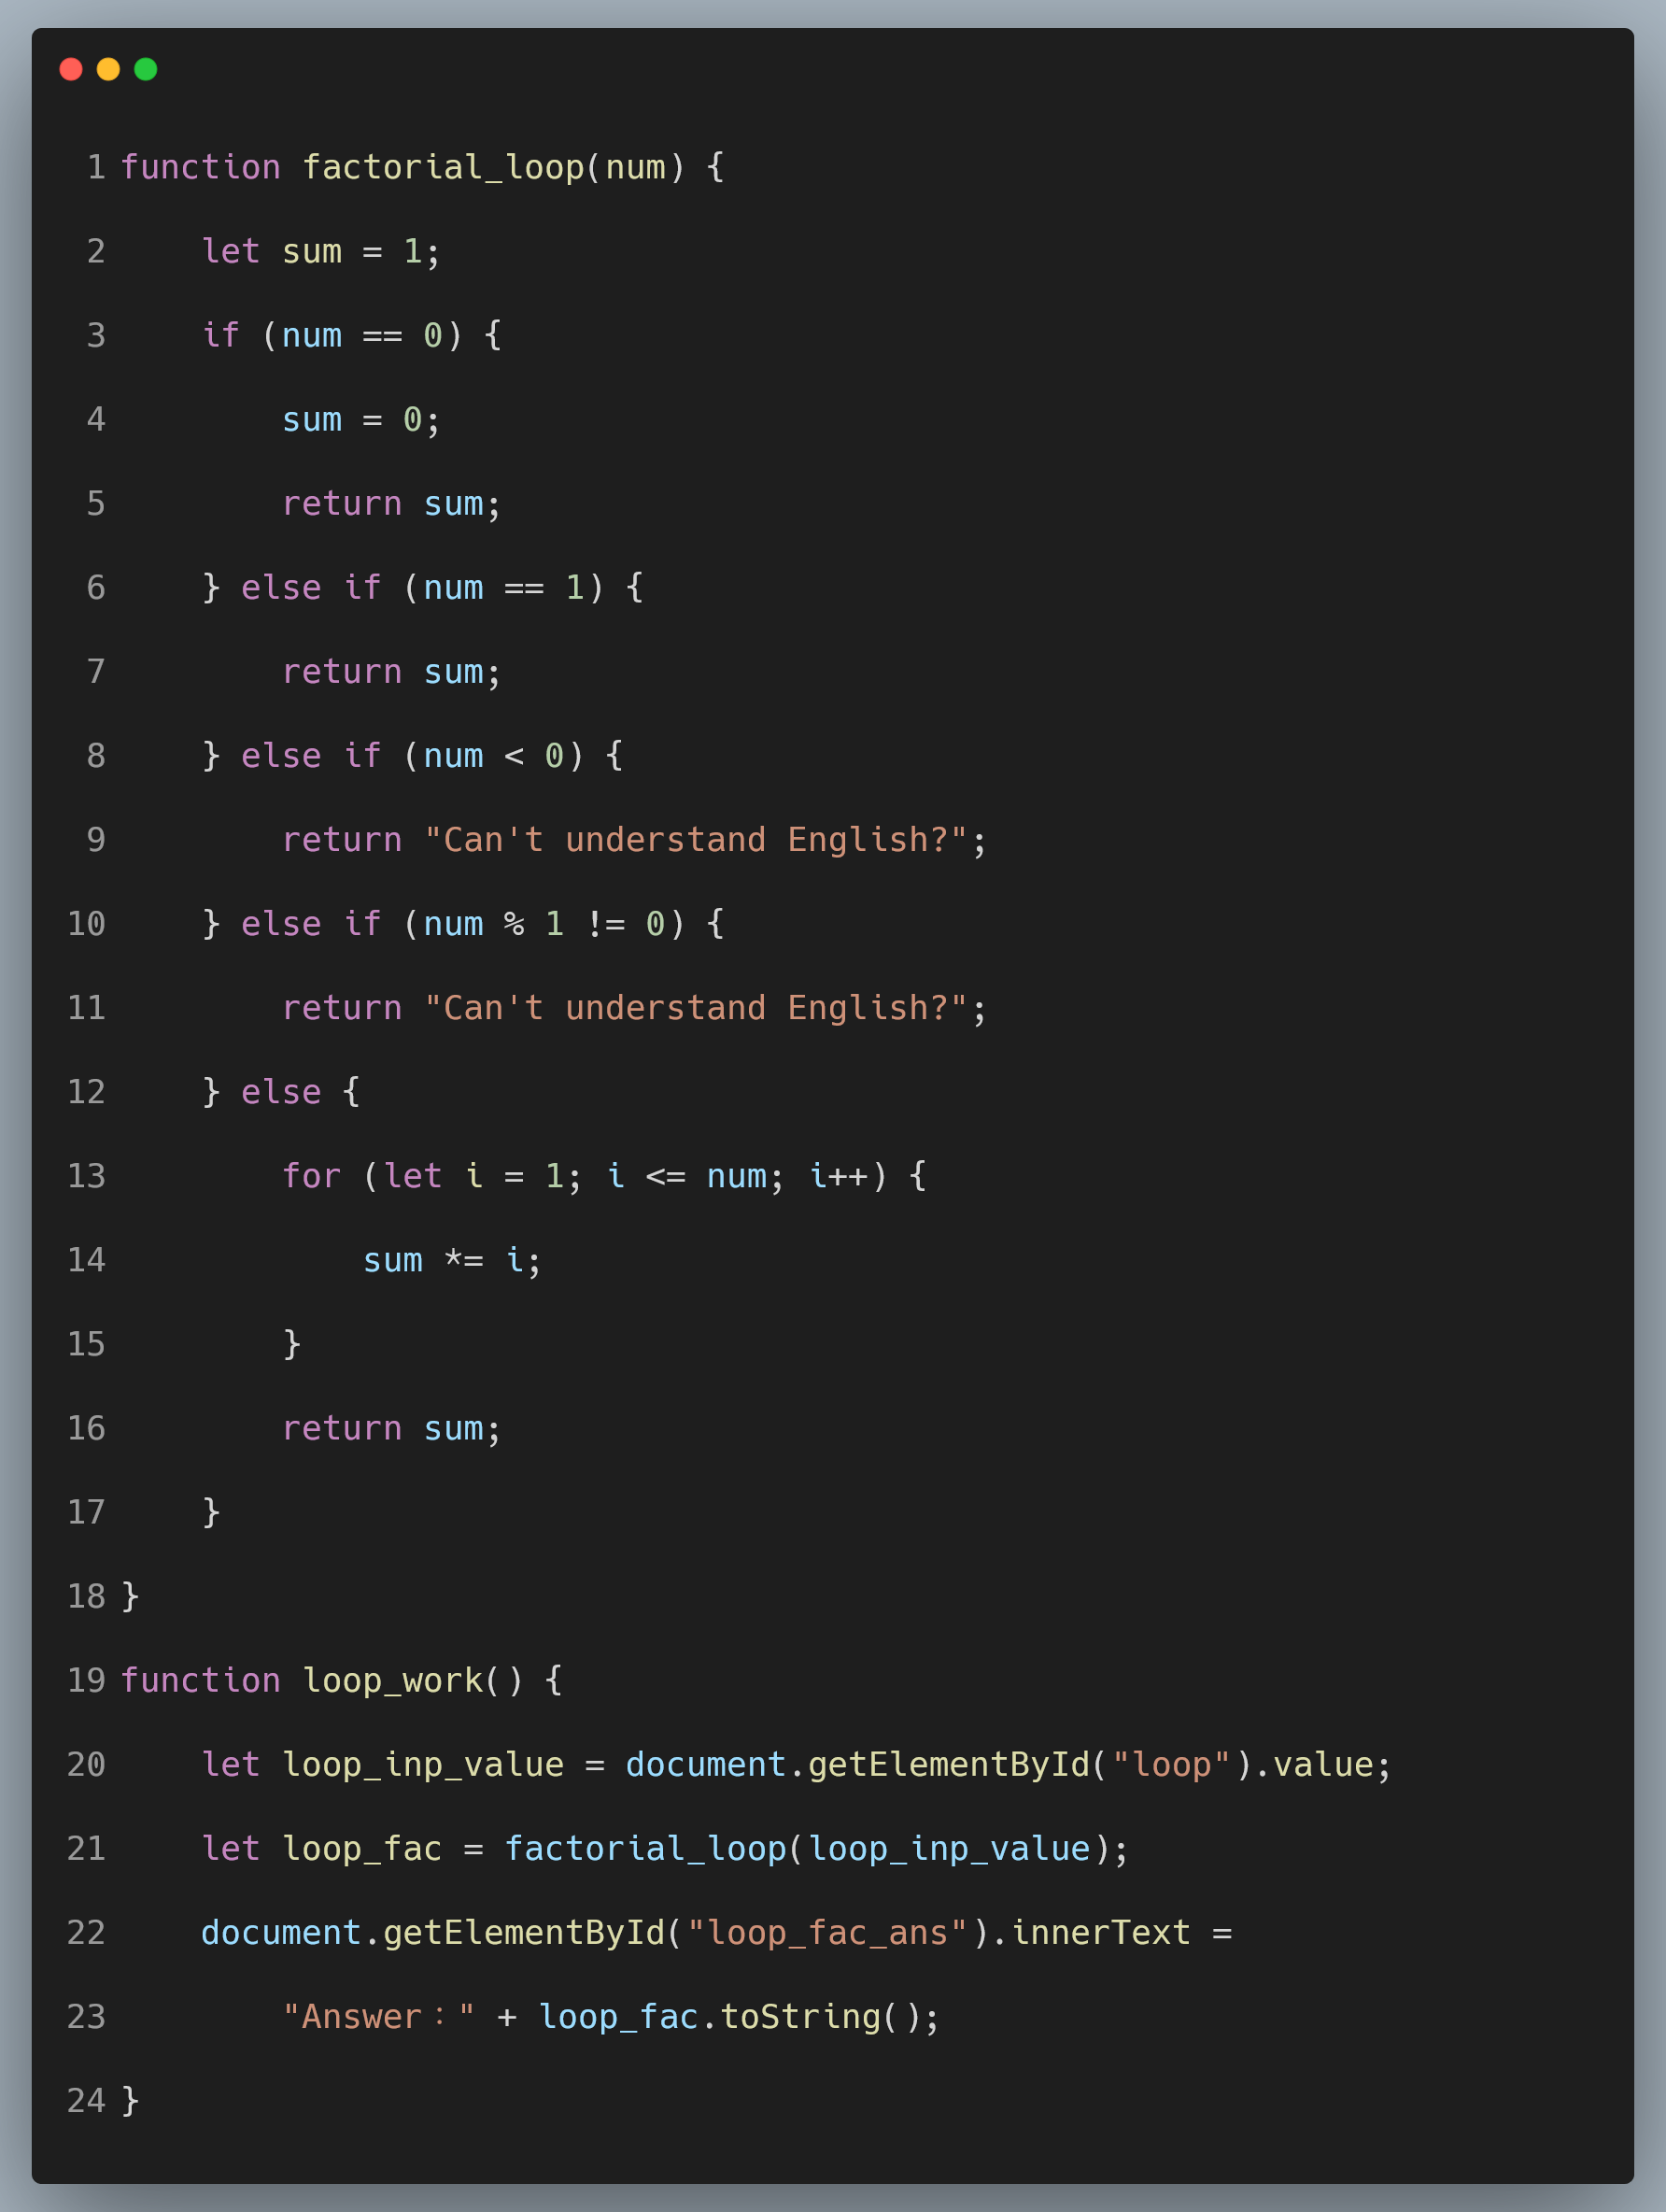 1 function factorial_loop(num) {
2     let sum = 1;
3     if (num == 0) {
4         sum = 0;
5         return sum;
6     } else if (num == 1) {
7         return sum;
8     } else if (num < 0) {
9         return "Can't understand English?";
10     } else if (num % 1 != 0) {
11         return "Can't understand English?";
12     } else {
13         for (let i = 1; i <= num; i++) {
14             sum *= i;
15         }
16         return sum;
17     }
18 }
19 function loop_work() {
20     let loop_inp_value = document.getElementById("loop").value;
21     let loop_fac = factorial_loop(loop_inp_value);
22     document.getElementById("loop_fac_ans").innerText =
23         "Answer：" + loop_fac.toString();
24 }